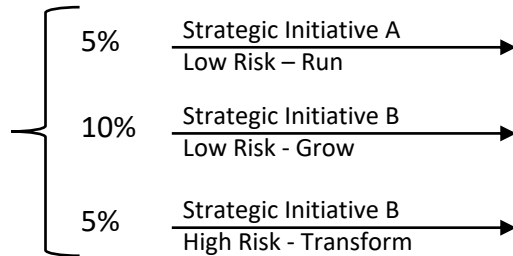 5%
Strategic Initiative A
Low Risk – Run
10%
Strategic Initiative B
Low Risk - Grow
5%
Strategic Initiative B
High Risk - Transform